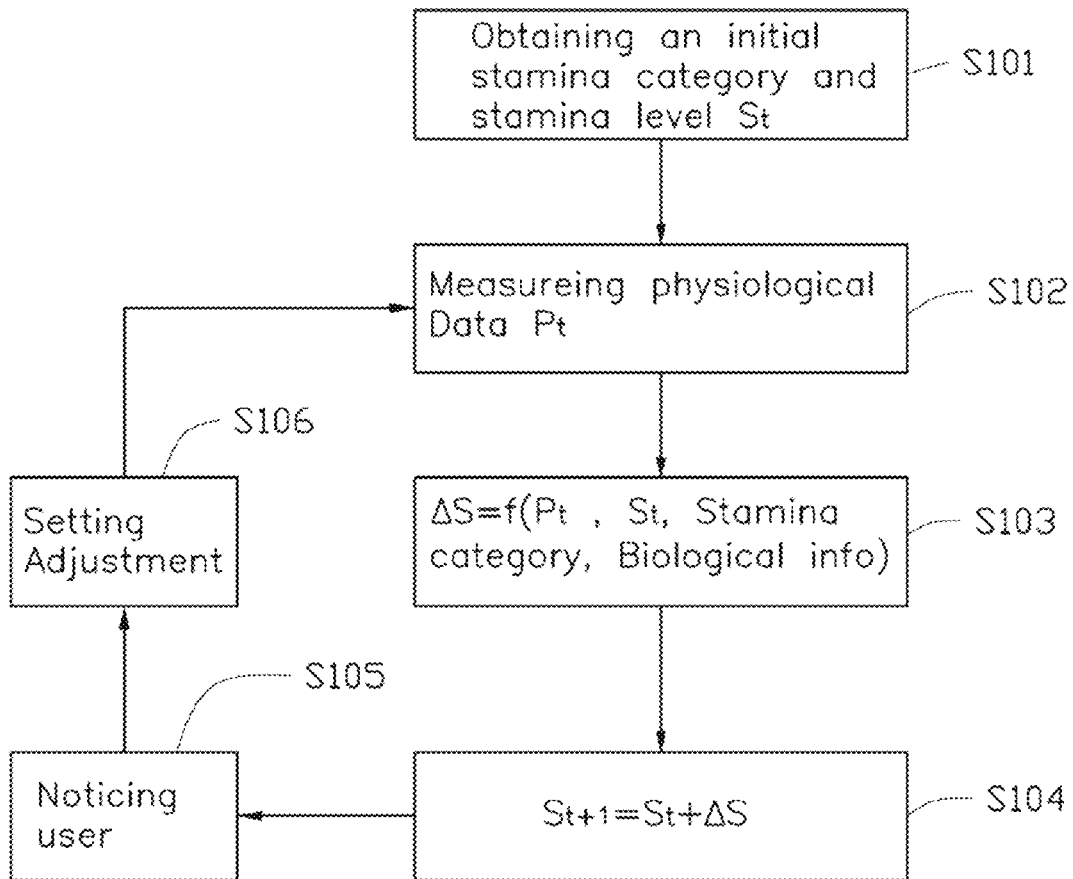 Obtaining an initial
stamina category and
stamina level St
S101
Measureing physiological
Data Pt
S102
S106
Setting
Adjustment
ΔS=f(Pt , St, Stamina
category, Biological info)
S103
S105
Noticing
user
St+1=St+ΔS
S104